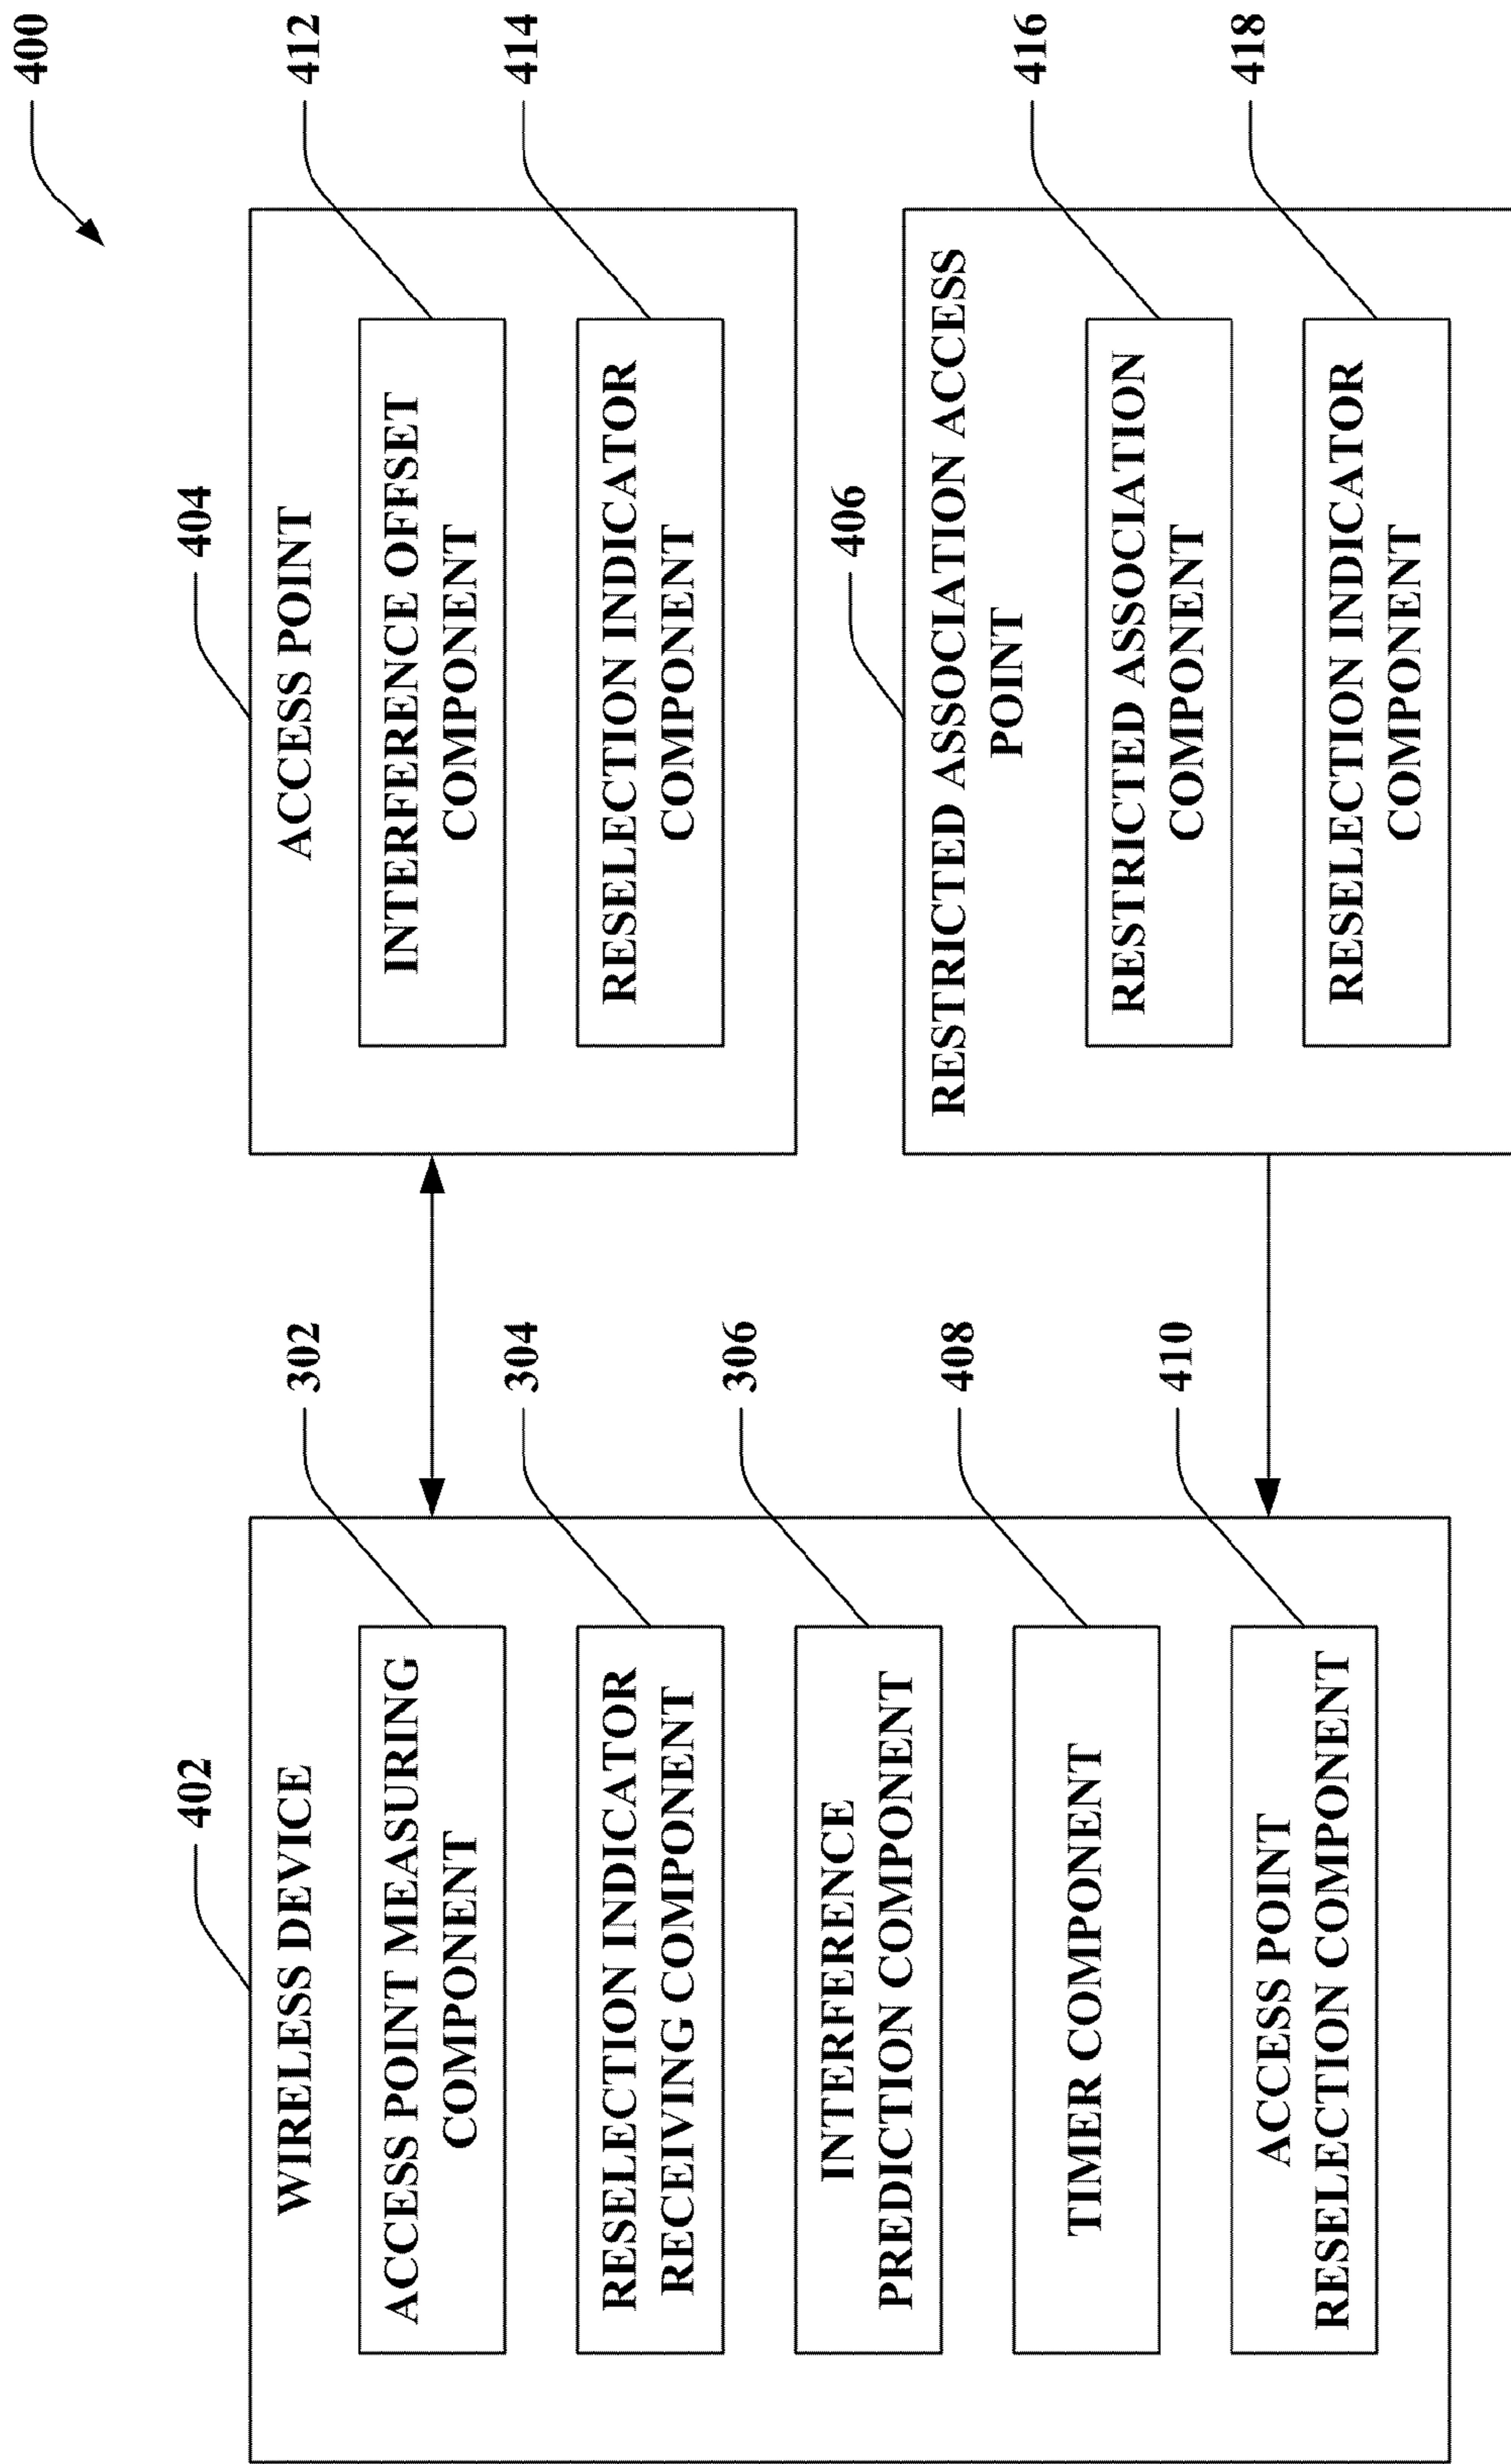 400
402
WIRELESS DEVICE
302
ACCESS POINT MEASURING
COMPONENT
304
RESELECTION INDICATOR
RECEIVING COMPONENT
306
INTERFERENCE
PREDICTION COMPONENT
408
TIMER COMPONENT
410
ACCESS POINT
RESELECTION COMPONENT
404
ACCESS POINT
412
INTERFERENCE OFFSET
COMPONENT
414
RESELECTION INDICATOR
COMPONENT
406
RESTRICTED ASSOCIATION ACCESS
POINT
416
RESTRICTED ASSOCIATION
COMPONENT
418
RESELECTION INDICATOR
COMPONENT